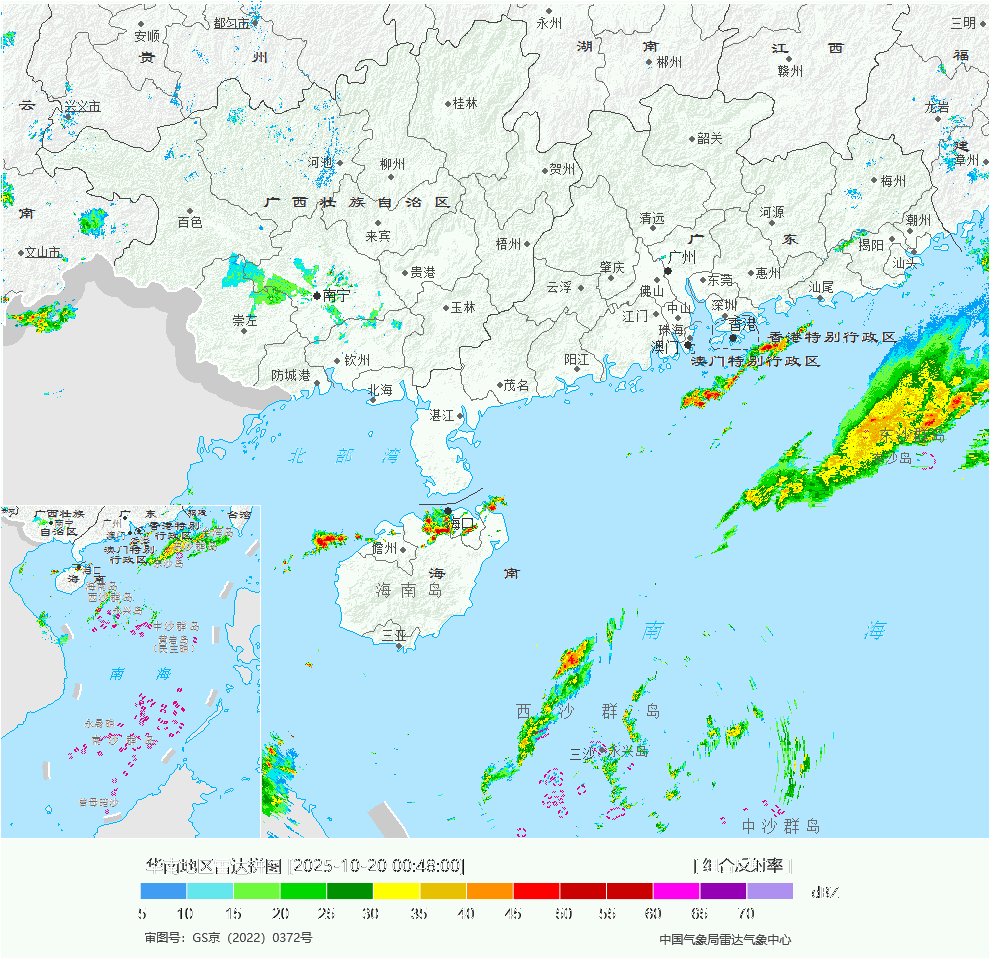 永州
三明
都匀市
安顺
贵
州
湖
南
江
西
福
郴州
赣州
云
兴义市
桂林
龙岩
韶关
建
河池
柳州
贺州
漳州
梅州
南
广西壮族自治区
百色
来宾
清远
河源
潮州
文山市
梧州
广
东
揭阳
广州
汕头
贵港
肇庆
惠州
东莞
南宁
云浮
佛山
汕尾
崇左
玉林
江门
中山
深圳
珠海
香港
香港特别行政区
澳门
澳门特别行政区
钦州
阳江
防城港
茂名
北海
湛江
东沙群岛
东沙岛
北部湾
海口
儋州
海
南
海南岛
三亚
南
海
西沙群岛
三沙
永兴岛
中沙群岛
广西壮族
自治区
南宁
广
东
广州
台湾
香港特别
行政区
澳门特别
行政区
海口
海
南
西沙群岛
永兴岛
中沙群岛
黄岩岛
南
海
永暑礁
南沙群岛
曾母暗沙
华南地区雷达拼图 [2025-10-20 00:48:00]
[ 组合反射率 ]
5 10 15 20 25 30 35 40 45 50 55 60 65 70 dBZ
审图号：GS京（2022）0372号
中国气象局雷达气象中心